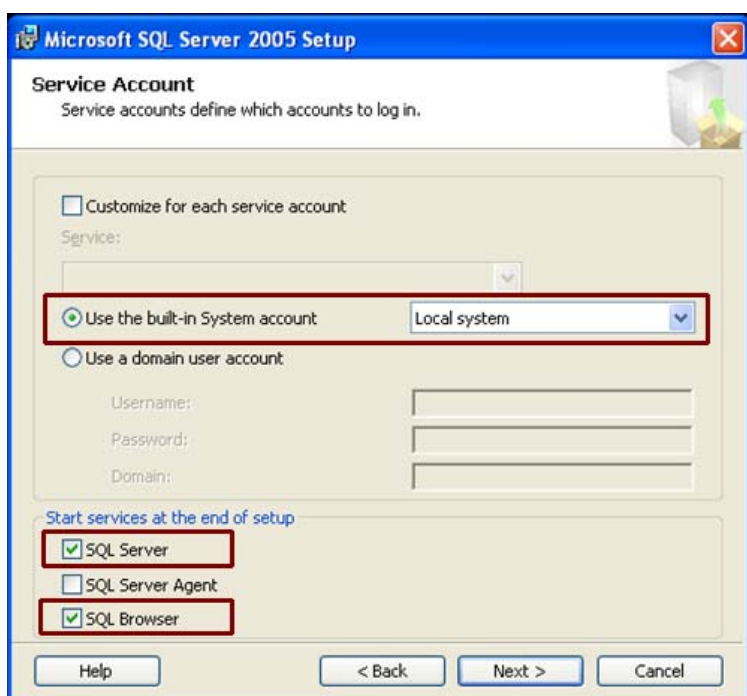 Microsoft SQL Server 2005 Setup
Service Account
Service accounts define which accounts to log in.
Customize for each service account
Service:
Use the built-in System account
Local system
Use a domain user account
Username:
Password:
Domain:
Start services at the end of setup
SQL Server
SQL Server Agent
SQL Browser
Help
< Back
Next >
Cancel